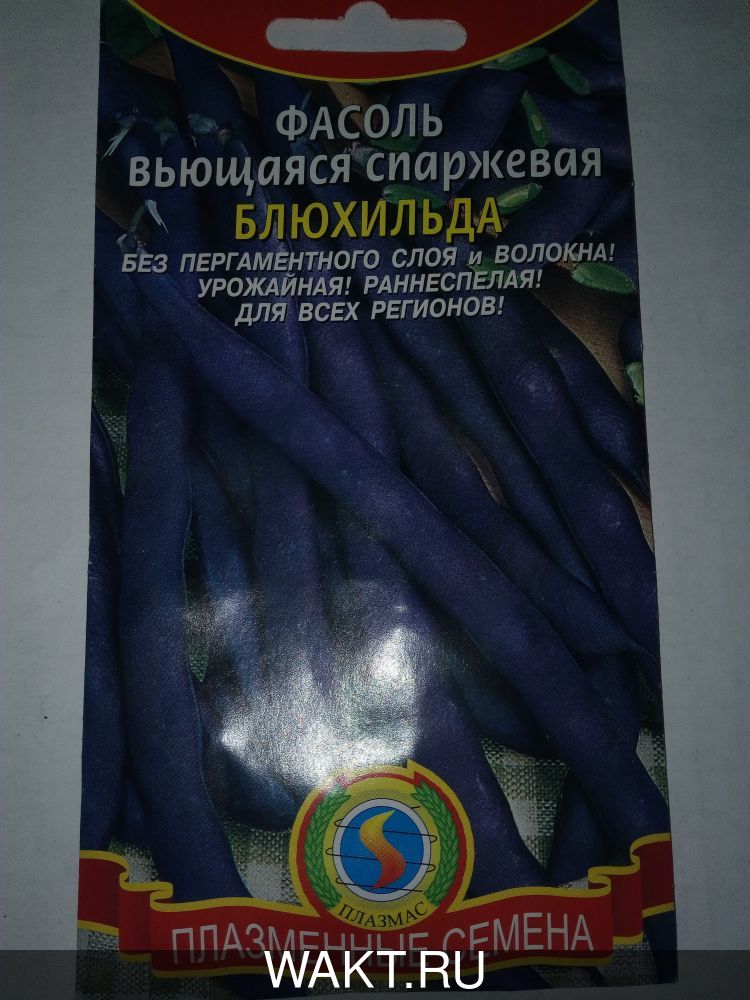 ФАСОЛЬ
вьющаяся спаржевая
БЛЮХИЛЬДА
БЕЗ ПЕРГАМЕНТНОГО СЛОЯ и ВОЛОКНА!
УРОЖАЙНАЯ! РАННЕСПЕЛАЯ!
ДЛЯ ВСЕХ РЕГИОНОВ!
ПЛАЗМАС
ПЛАЗМЕННЫЕ СЕМЕНА
WAKT.RU